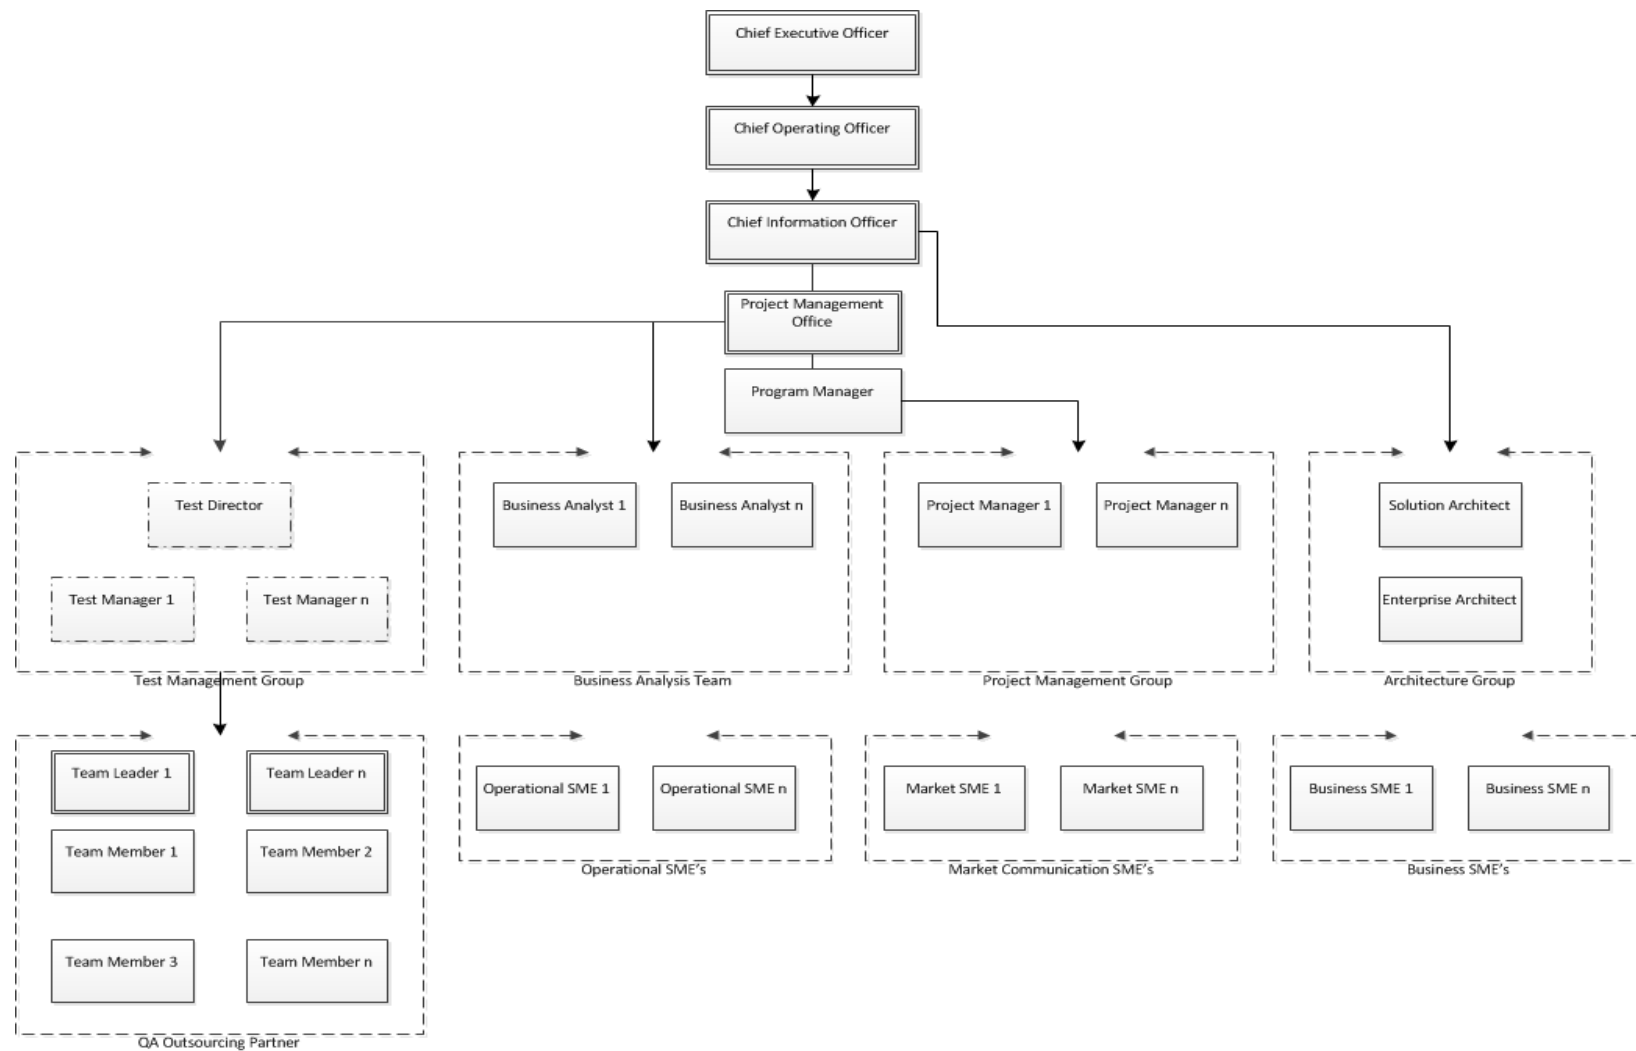 Chief Executive Officer
Chief Operating Officer
Chief Information Officer
Project Management
Office
Program Manager
Test Director
Test Manager 1
Test Manager n
Test Management Group
Business Analyst 1
Business Analyst n
Business Analysis Team
Project Manager 1
Project Manager n
Project Management Group
Solution Architect
Enterprise Architect
Architecture Group
Team Leader 1
Team Leader n
Team Member 1
Team Member 2
Team Member 3
Team Member n
QA Outsourcing Partner
Operational SME 1
Operational SME n
Operational SME's
Market SME 1
Market SME n
Market Communication SME's
Business SME 1
Business SME n
Business SME's